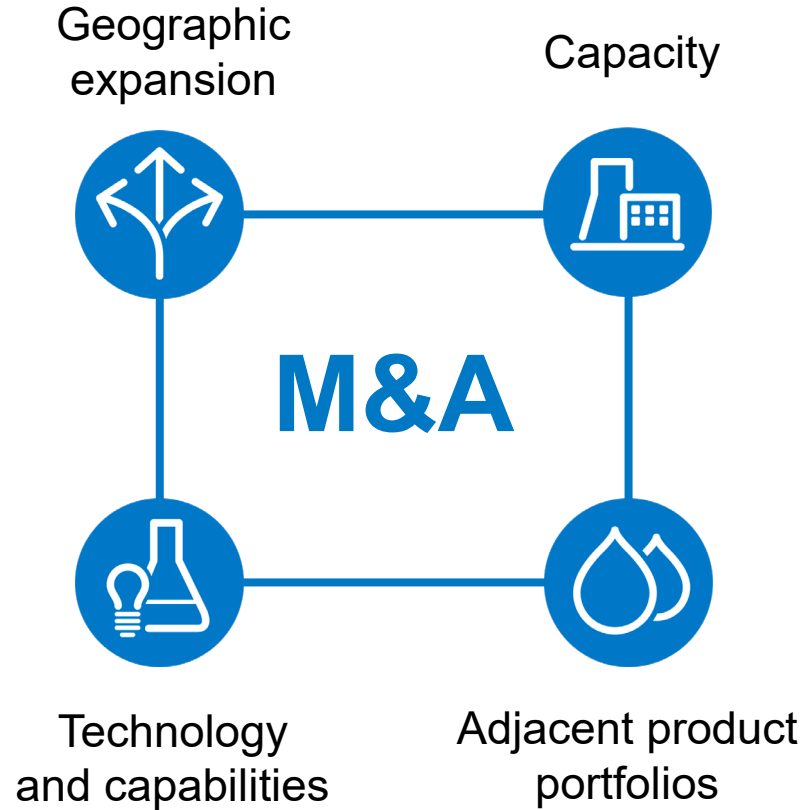 Geographic
expansion
Capacity
M&A
Technology
and capabilities
Adjacent product
portfolios